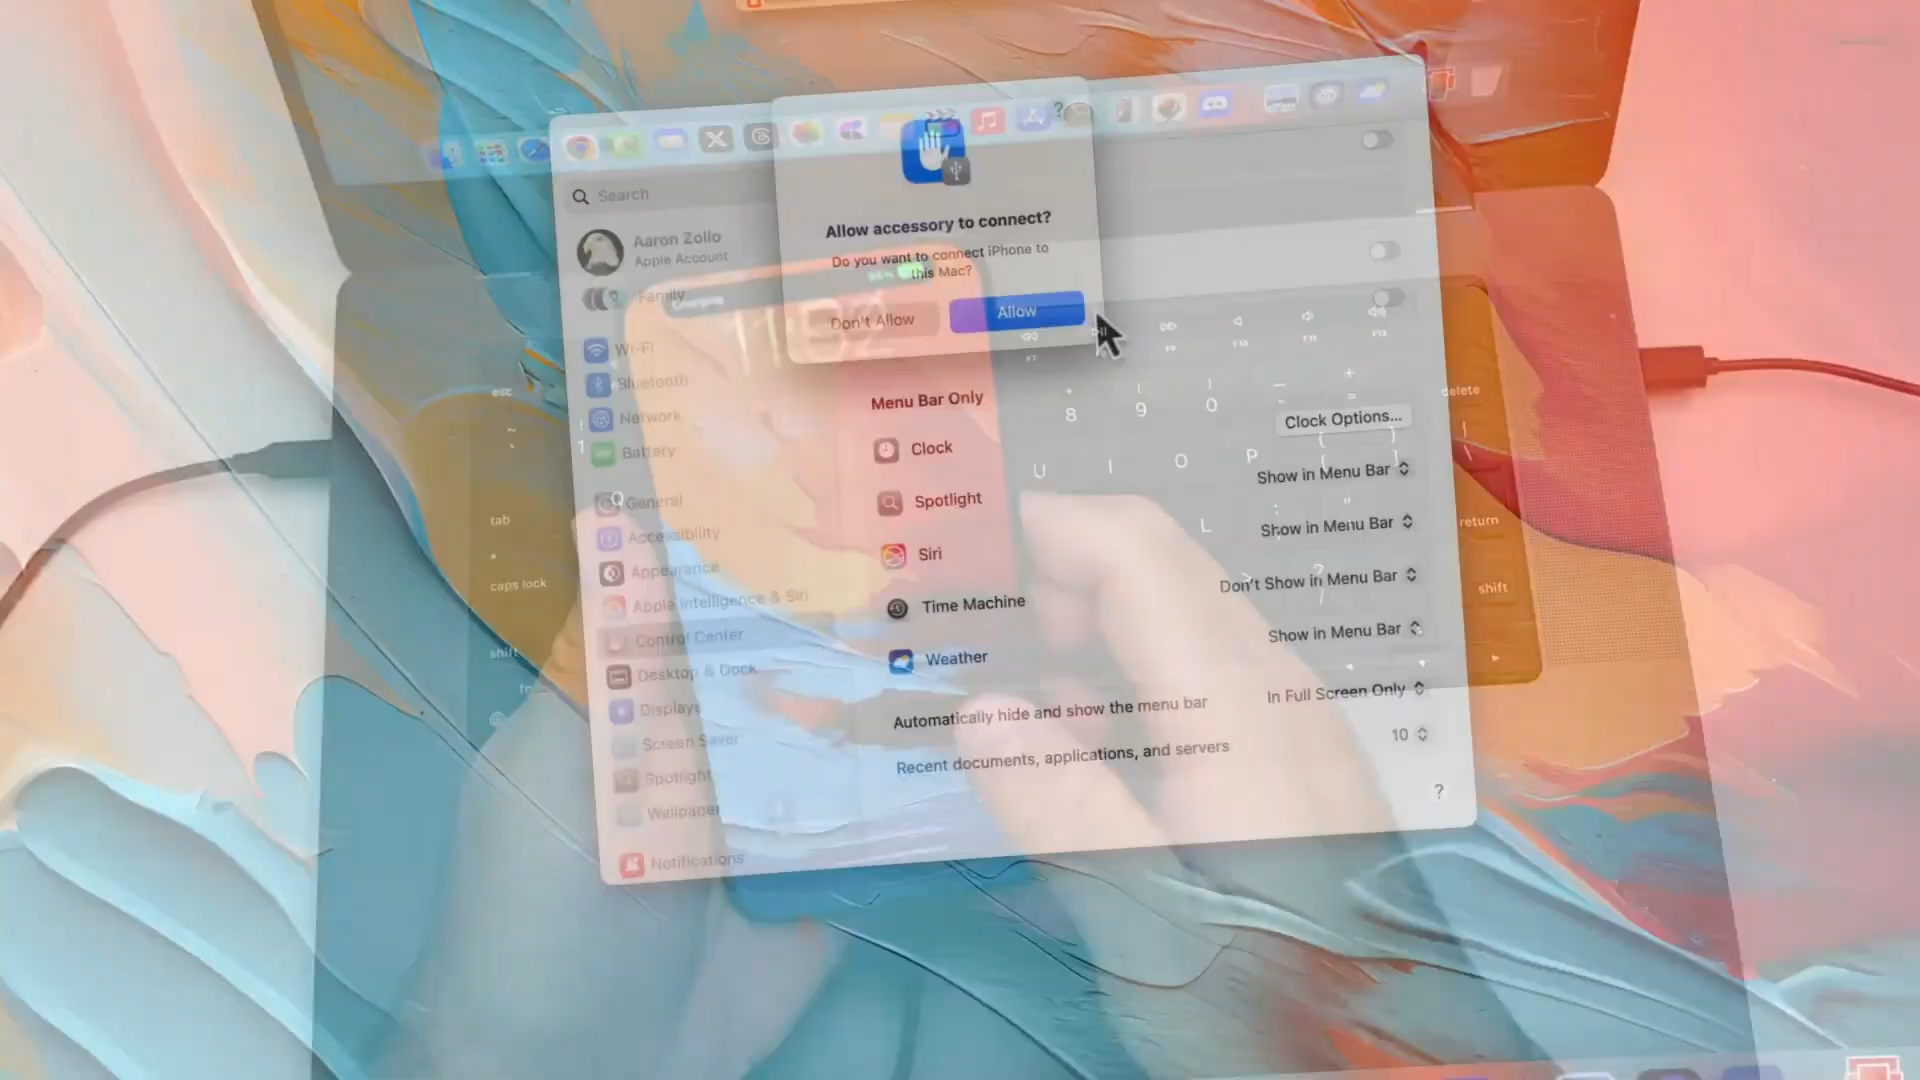 Search
Aaron Zollo
Apple Account
Family
Wi-Fi
Bluetooth
Network
Battery
General
Accessibility
Appearance
Apple Intelligence & Siri
Control Center
Desktop & Dock
Displays
Screen Saver
Spotlight
Wallpaper
Notifications
Allow accessory to connect?
Do you want to connect iPhone to
this Mac?
Don't Allow
Allow
Menu Bar Only
Clock
Clock Options...
Show in Menu Bar
Spotlight
Show in Menu Bar
Siri
Don't Show in Menu Bar
Time Machine
Show in Menu Bar
Weather
Automatically hide and show the menu bar
In Full Screen Only
Recent documents, applications, and servers
10
?
esc
tab
caps lock
shift
8 9 0
delete
U I O P
L
return
shift